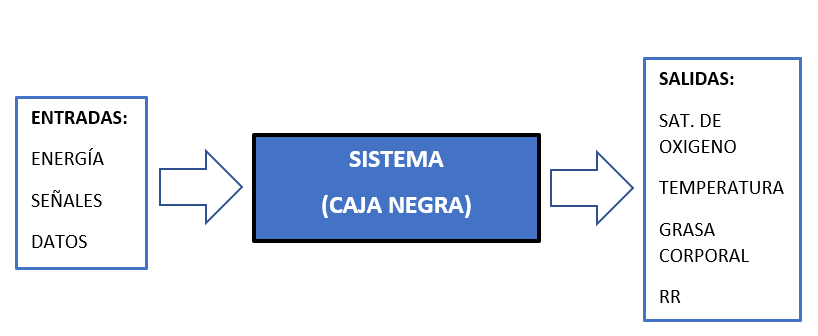 ENTRADAS:
ENERGÍA
SEÑALES
DATOS
SISTEMA
(CAJA NEGRA)
SALIDAS:
SAT. DE
OXIGENO
TEMPERATURA
GRASA
CORPORAL
RR